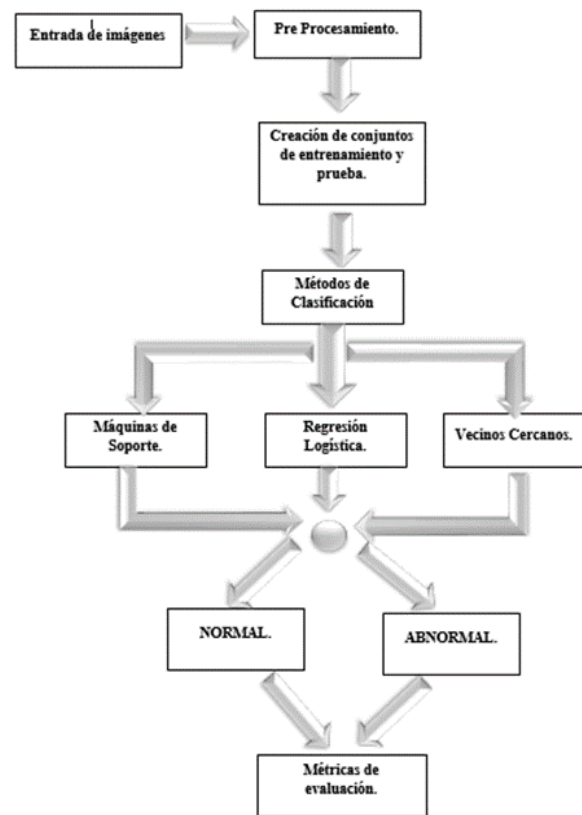 Entrada de imágenes
Pre Procesamiento.
Creación de conjuntos
de entrenamiento y
prueba.
Métodos de
Clasificación
Máquinas de
Soporte.
Regresión
Logística.
Vecinos Cercanos.
NORMAL.
ABNORMAL.
Métricas de
evaluación.